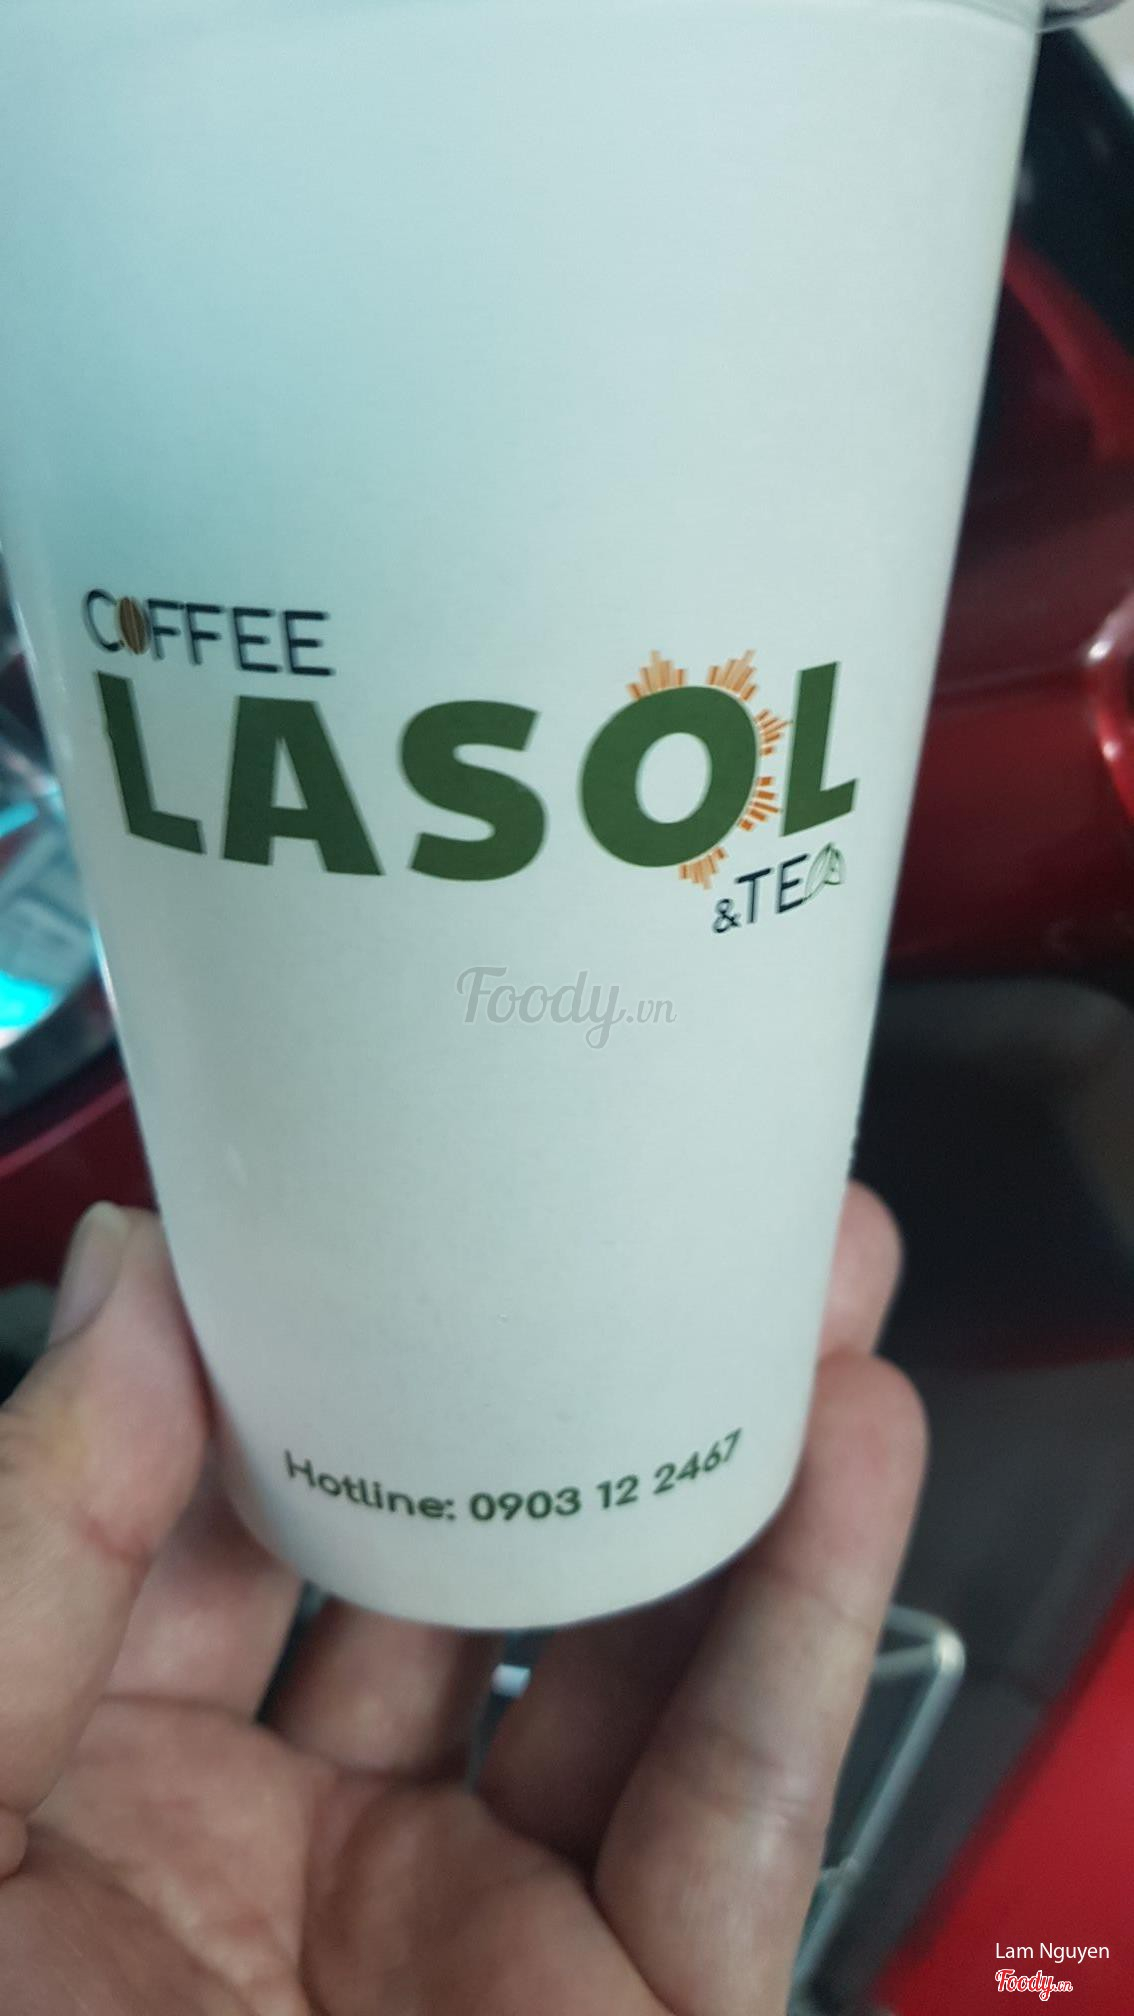 COFFEE
LASOL
&TEA
Foody.vn
Hotline: 0903 12 2467
Lam Nguyen
Foody.vn